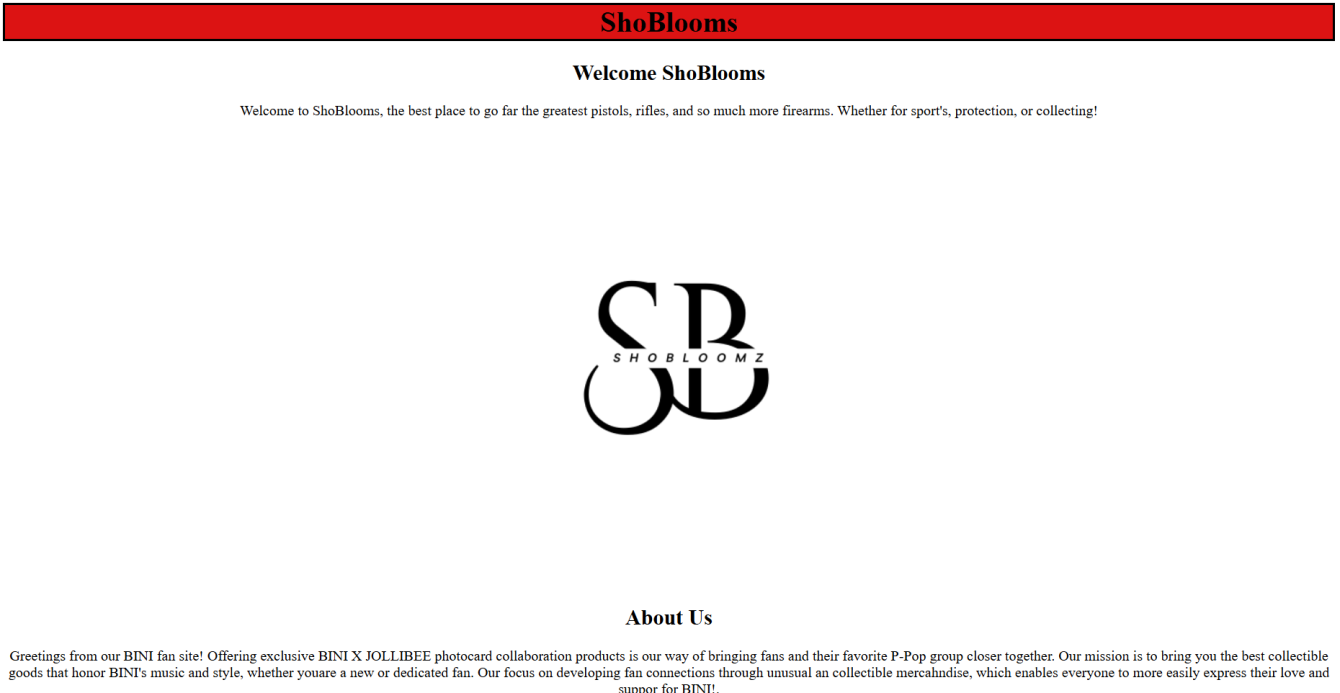 ShoBlooms
Welcome ShoBlooms
Welcome to ShoBlooms, the best place to go far the greatest pistols, rifles, and so much more firearms. Whether for sport's, protection, or collecting!
SB
SHOBLOOMZ
About Us
Greetings from our BINI fan site! Offering exclusive BINI X JOLLIBEE photocard collaboration products is our way of bringing fans and their favorite P-Pop group closer together. Our mission is to bring you the best collectible
goods that honor BINI's music and style, whether youare a new or dedicated fan. Our focus on developing fan connections through unusual an collectible mercahndise, which enables everyone to more easily express their love and
suppor for BINI!.